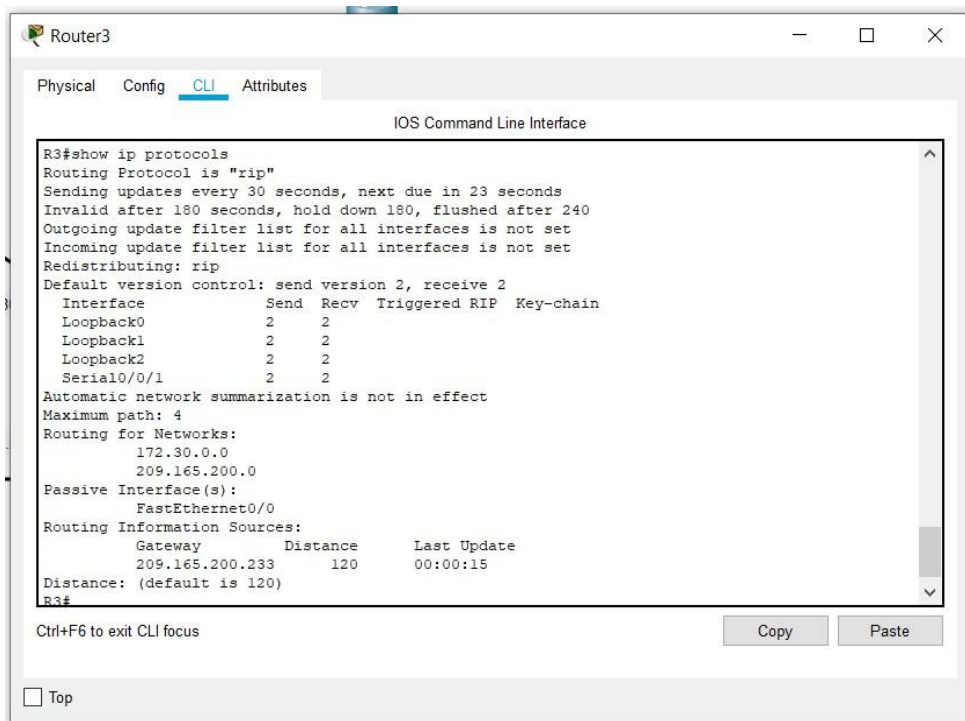 Router3
Physical Config CLI Attributes
IOS Command Line Interface
R3#show ip protocols
Routing Protocol is "rip"
Sending updates every 30 seconds, next due in 23 seconds
Invalid after 180 seconds, hold down 180, flushed after 240
Outgoing update filter list for all interfaces is not set
Incoming update filter list for all interfaces is not set
Redistributing: rip
Default version control: send version 2, receive 2
Interface Send Recv Triggered RIP Key-chain
Loopback0 2 2
Loopback1 2 2
Loopback2 2 2
Serial0/0/1 2 2
Automatic network summarization is not in effect
Maximum path: 4
Routing for Networks:
172.30.0.0
209.165.200.0
Passive Interface(s):
FastEthernet0/0
Routing Information Sources:
Gateway Distance Last Update
209.165.200.233 120 00:00:15
Distance: (default is 120)
R3#
Ctrl+F6 to exit CLI focus
Copy Paste
Top